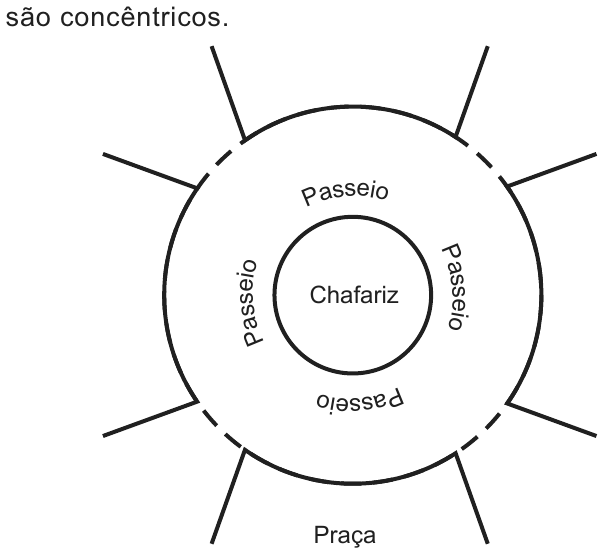 são concêntricos.
Passeio
Passeio
Chafariz
Passeio
Passeio
Praça